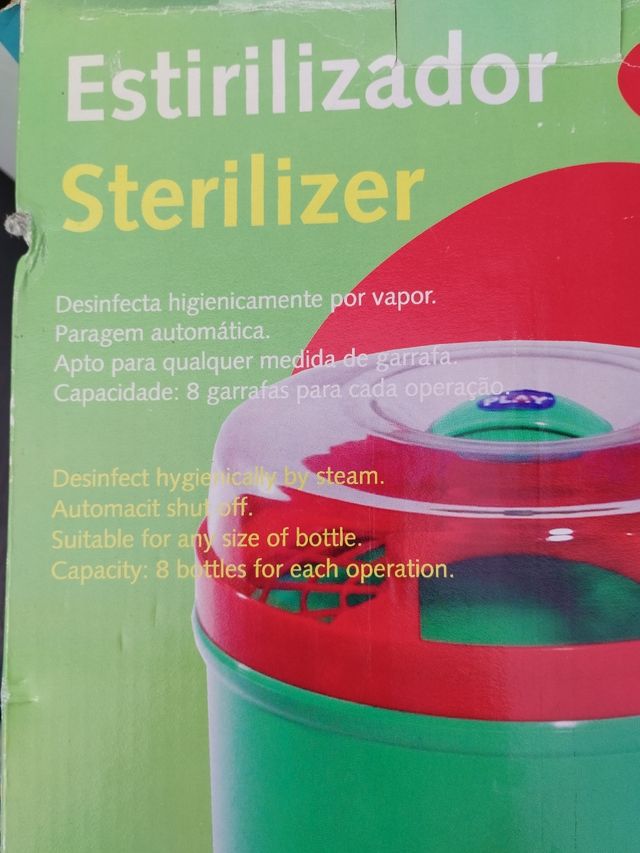 Estirilizador
Sterilizer
Desinfecta higienicamente por vapor.
Paragem automática.
Apto para qualquer medida de garrafa.
Capacidade: 8 garrafas para cada operação.
PLAY
Desinfect hygienically by steam.
Automacit shut off.
Suitable for any size of bottle.
Capacity: 8 bottles for each operation.